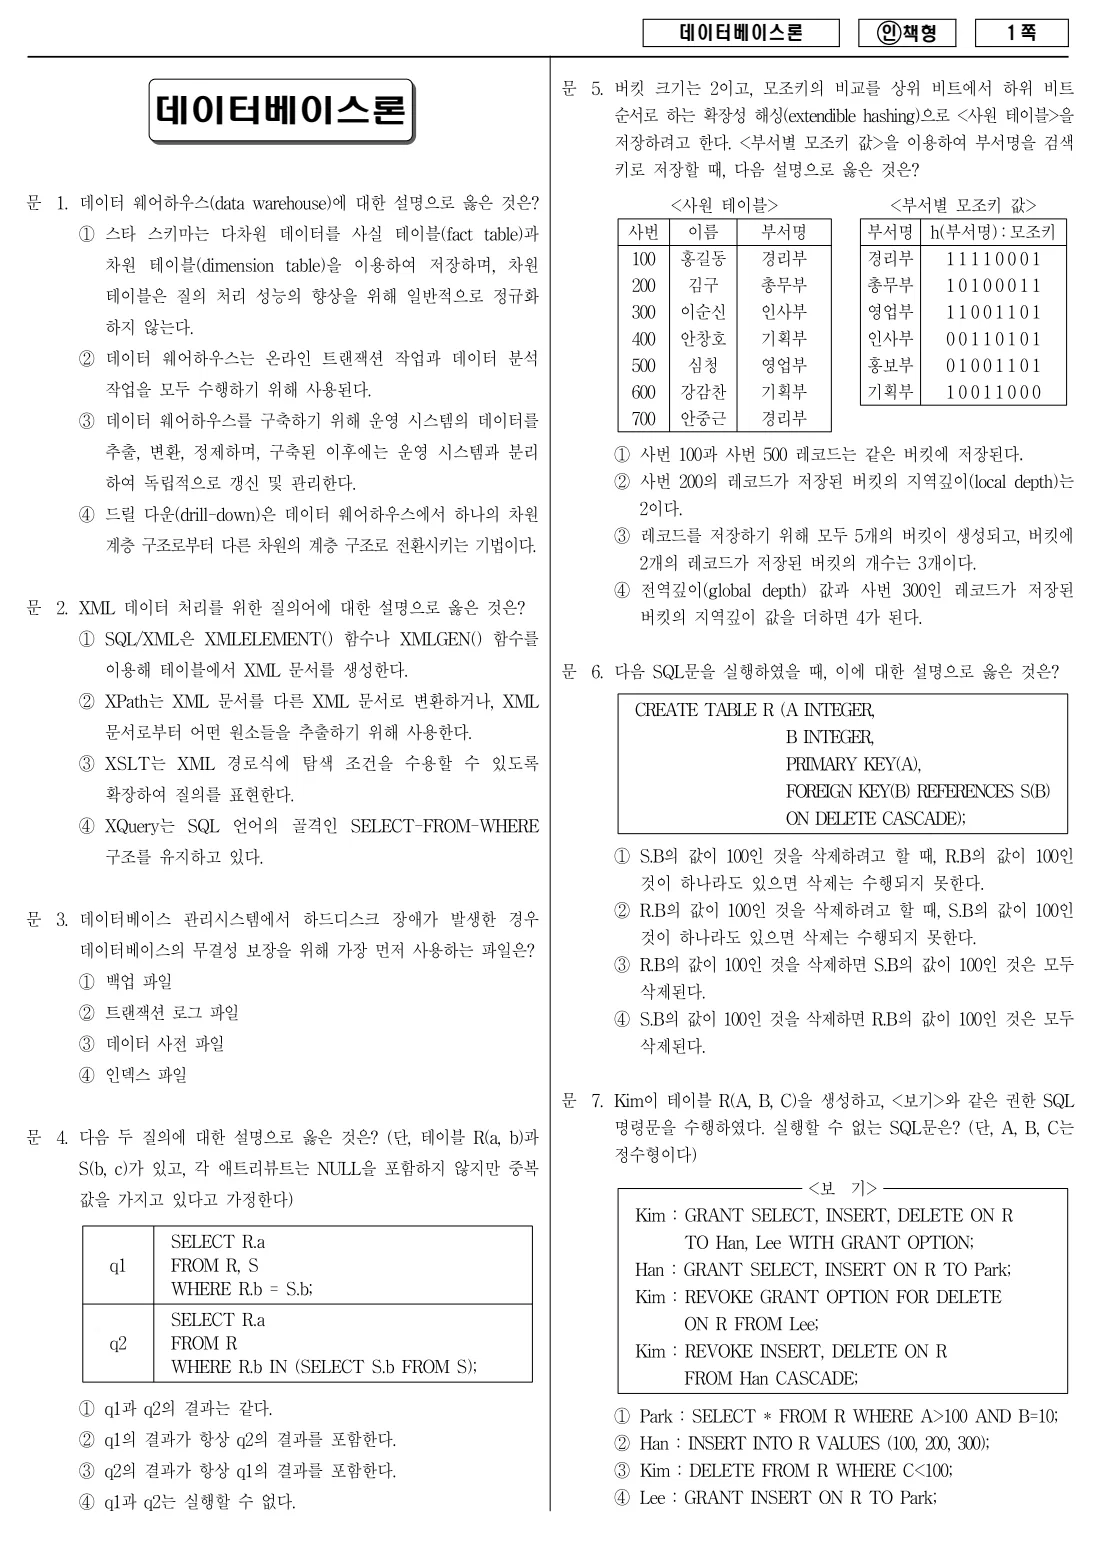 데이터베이스론
㉑책형
1쪽
데이터베이스론
문 1. 데이터 웨어하우스(data warehouse)에 대한 설명으로 옳은 것은?
① 스타 스키마는 다차원 데이터를 사실 테이블(fact table)과
차원 테이블(dimension table)을 이용하여 저장하며, 차원
테이블은 질의 처리 성능의 향상을 위해 일반적으로 정규화
하지 않는다.
② 데이터 웨어하우스는 온라인 트랜잭션 작업과 데이터 분석
작업을 모두 수행하기 위해 사용된다.
③ 데이터 웨어하우스를 구축하기 위해 운영 시스템의 데이터를
추출, 변환, 정제하며, 구축된 이후에는 운영 시스템과 분리
하여 독립적으로 갱신 및 관리한다.
④ 드릴 다운(drill-down)은 데이터 웨어하우스에서 하나의 차원
계층 구조로부터 다른 차원의 계층 구조로 전환시키는 기법이다.
문 2. XML 데이터 처리를 위한 질의어에 대한 설명으로 옳은 것은?
① SQL/XML은 XMLELEMENT() 함수나 XMLGEN() 함수를
이용해 테이블에서 XML 문서를 생성한다.
② XPath는 XML 문서를 다른 XML 문서로 변환하거나, XML
문서로부터 어떤 원소들을 추출하기 위해 사용한다.
③ XSLT는 XML 경로식에 탐색 조건을 수용할 수 있도록
확장하여 질의를 표현한다.
④ XQuery는 SQL 언어의 골격인 SELECT-FROM-WHERE
구조를 유지하고 있다.
문 3. 데이터베이스 관리시스템에서 하드디스크 장애가 발생한 경우
데이터베이스의 무결성 보장을 위해 가장 먼저 사용하는 파일은?
① 백업 파일
② 트랜잭션 로그 파일
③ 데이터 사전 파일
④ 인덱스 파일
문 4. 다음 두 질의에 대한 설명으로 옳은 것은? (단, 테이블 R(a, b)과
S(b, c)가 있고, 각 애트리뷰트는 NULL을 포함하지 않지만 중복
값을 가지고 있다고 가정한다)
q1
SELECT R.a
FROM R, S
WHERE R.b = S.b;
q2
SELECT R.a
FROM R
WHERE R.b IN (SELECT S.b FROM S);
① q1과 q2의 결과는 같다.
② q1의 결과가 항상 q2의 결과를 포함한다.
③ q2의 결과가 항상 q1의 결과를 포함한다.
④ q1과 q2는 실행할 수 없다.
문 5. 버킷 크기는 2이고, 모조키의 비교를 상위 비트에서 하위 비트
순서로 하는 확장성 해싱(extendible hashing)으로 <사원 테이블>을
저장하려고 한다. <부서별 모조키 값>을 이용하여 부서명을 검색
키로 저장할 때, 다음 설명으로 옳은 것은?
<사원 테이블>
사번 이름 부서명
100 홍길동 경리부
200 김구 총무부
300 이순신 인사부
400 안창호 기획부
500 심청 영업부
600 강감찬 기획부
700 안중근 경리부
<부서별 모조키 값>
부서명 h(부서명) : 모조키
경리부 11110001
총무부 10100011
영업부 11001101
인사부 00110101
홍보부 01001101
기획부 10011000
① 사번 100과 사번 500 레코드는 같은 버킷에 저장된다.
② 사번 200의 레코드가 저장된 버킷의 지역깊이(local depth)는
2이다.
③ 레코드를 저장하기 위해 모두 5개의 버킷이 생성되고, 버킷에
2개의 레코드가 저장된 버킷의 개수는 3개이다.
④ 전역깊이(global depth) 값과 사번 300인 레코드가 저장된
버킷의 지역깊이 값을 더하면 4가 된다.
문 6. 다음 SQL문을 실행하였을 때, 이에 대한 설명으로 옳은 것은?
CREATE TABLE R (A INTEGER,
B INTEGER,
PRIMARY KEY(A),
FOREIGN KEY(B) REFERENCES S(B)
ON DELETE CASCADE);
① S.B의 값이 100인 것을 삭제하려고 할 때, R.B의 값이 100인
것이 하나라도 있으면 삭제는 수행되지 못한다.
② R.B의 값이 100인 것을 삭제하려고 할 때, S.B의 값이 100인
것이 하나라도 있으면 삭제는 수행되지 못한다.
③ R.B의 값이 100인 것을 삭제하면 S.B의 값이 100인 것은 모두
삭제된다.
④ S.B의 값이 100인 것을 삭제하면 R.B의 값이 100인 것은 모두
삭제된다.
문 7. Kim이 테이블 R(A, B, C)을 생성하고, <보기>와 같은 권한 SQL
명령문을 수행하였다. 실행할 수 없는 SQL문은? (단, A, B, C는
정수형이다)
<보 기>
Kim : GRANT SELECT, INSERT, DELETE ON R
TO Han, Lee WITH GRANT OPTION;
Han : GRANT SELECT, INSERT ON R TO Park;
Kim : REVOKE GRANT OPTION FOR DELETE
ON R FROM Lee;
Kim : REVOKE INSERT, DELETE ON R
FROM Han CASCADE;
① Park : SELECT * FROM R WHERE A>100 AND B=10;
② Han : INSERT INTO R VALUES (100, 200, 300);
③ Kim : DELETE FROM R WHERE C<100;
④ Lee : GRANT INSERT ON R TO Park;